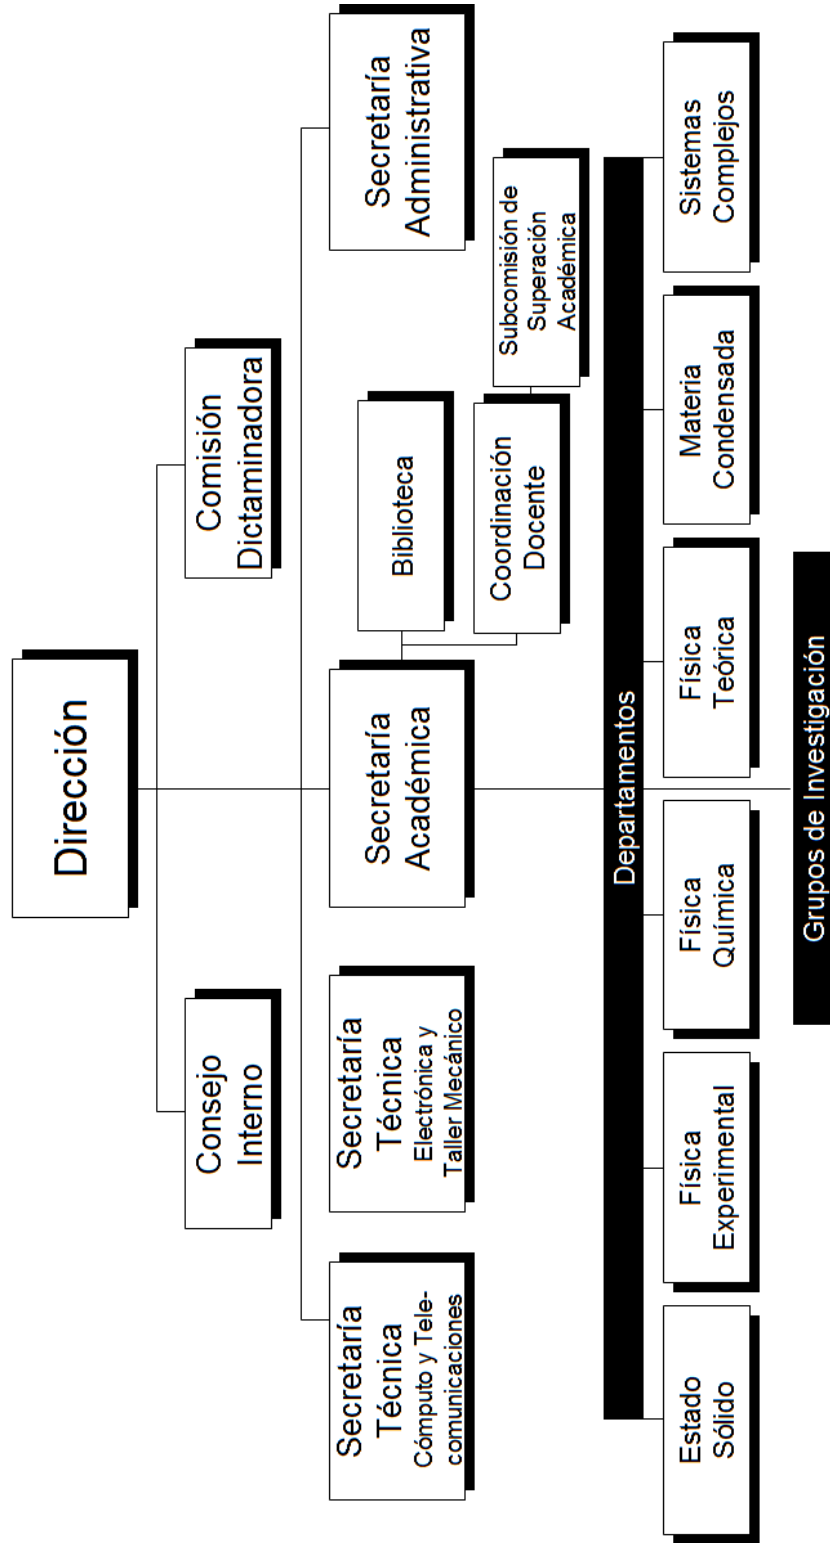 Dirección
Consejo
Interno
Comisión
Dictaminadora
Secretaría
Técnica
Cómputo y Tele-
comunicaciones
Secretaría
Técnica
Electrónica y
Taller Mecánico
Secretaría
Académica
Secretaría
Administrativa
Biblioteca
Coordinación
Docente
Subcomisión de
Superación
Académica
Departamentos
Estado
Sólido
Física
Experimental
Física
Química
Física
Teórica
Materia
Condensada
Sistemas
Complejos
Grupos de Investigación